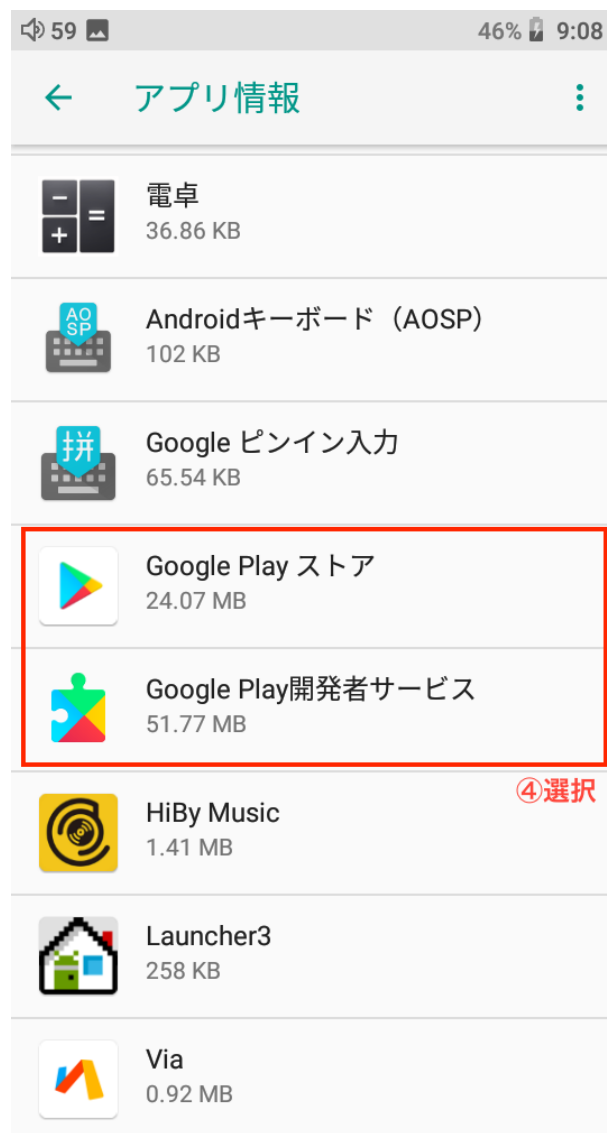 59 46% 9:08
アプリ情報
電卓
36.86 KB
AO
SP
Androidキーボード（AOSP）
102 KB
拼
Google ピンイン入力
65.54 KB
Google Play ストア
24.07 MB
Google Play開発者サービス
51.77 MB
④選択
HiBy Music
1.41 MB
Launcher3
258 KB
Via
0.92 MB